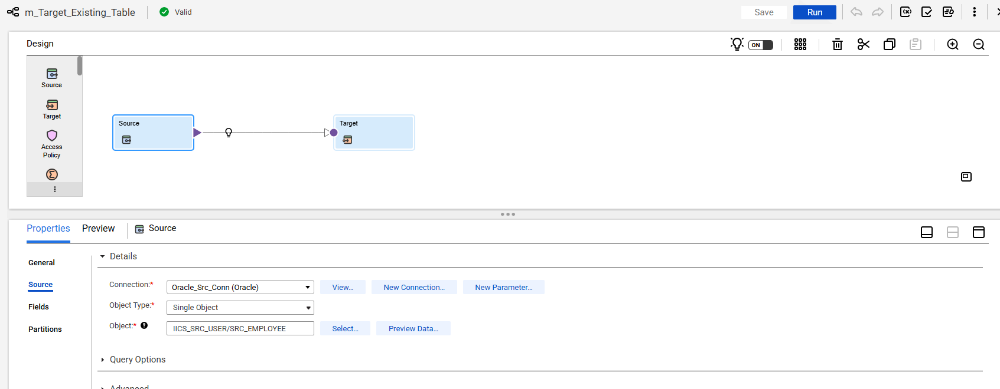 m_Target_Existing_Table Valid Save Run
Design ON
Source
Target
Access
Policy
Source
Target
Properties Preview Source
General
Source
Fields
Partitions
Details
Connection:* Oracle_Src_Conn (Oracle) View... New Connection... New Parameter...
Object Type:* Single Object
Object:* ? IICS_SRC_USER/SRC_EMPLOYEE Select... Preview Data...
Query Options
Advanced